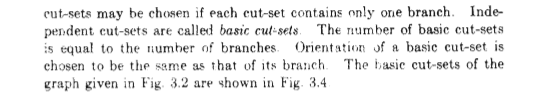 cut-sets may be chosen if each cut-set contains only one branch. Inde-
pendent cut-sets are called basic cut-sets. The number of basic cut-sets
is equal to the number of branches. Orientation of a basic cut-set is
chosen to be the same as that of its branch. The basic cut-sets of the
graph given in Fig. 3.2 are shown in Fig. 3.4